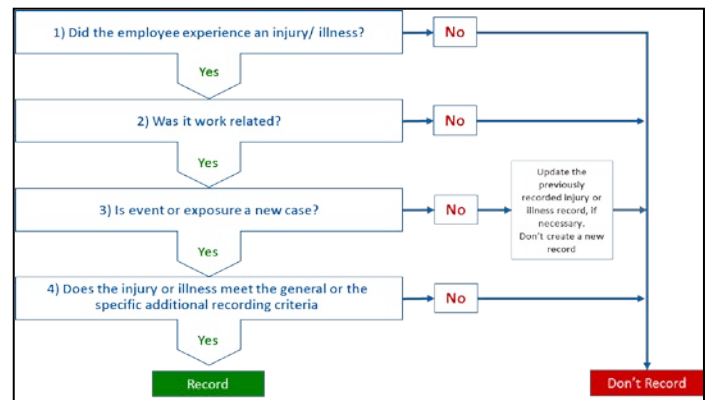 1) Did the employee experience an injury/ illness?
No
Yes
2) Was it work related?
No
Yes
3) Is event or exposure a new case?
No
Update the
previously
recorded injury or
illness record, if
necessary.
Don't create a new
record
Yes
4) Does the injury or illness meet the general or the
specific additional recording criteria
No
Yes
Record
Don't Record